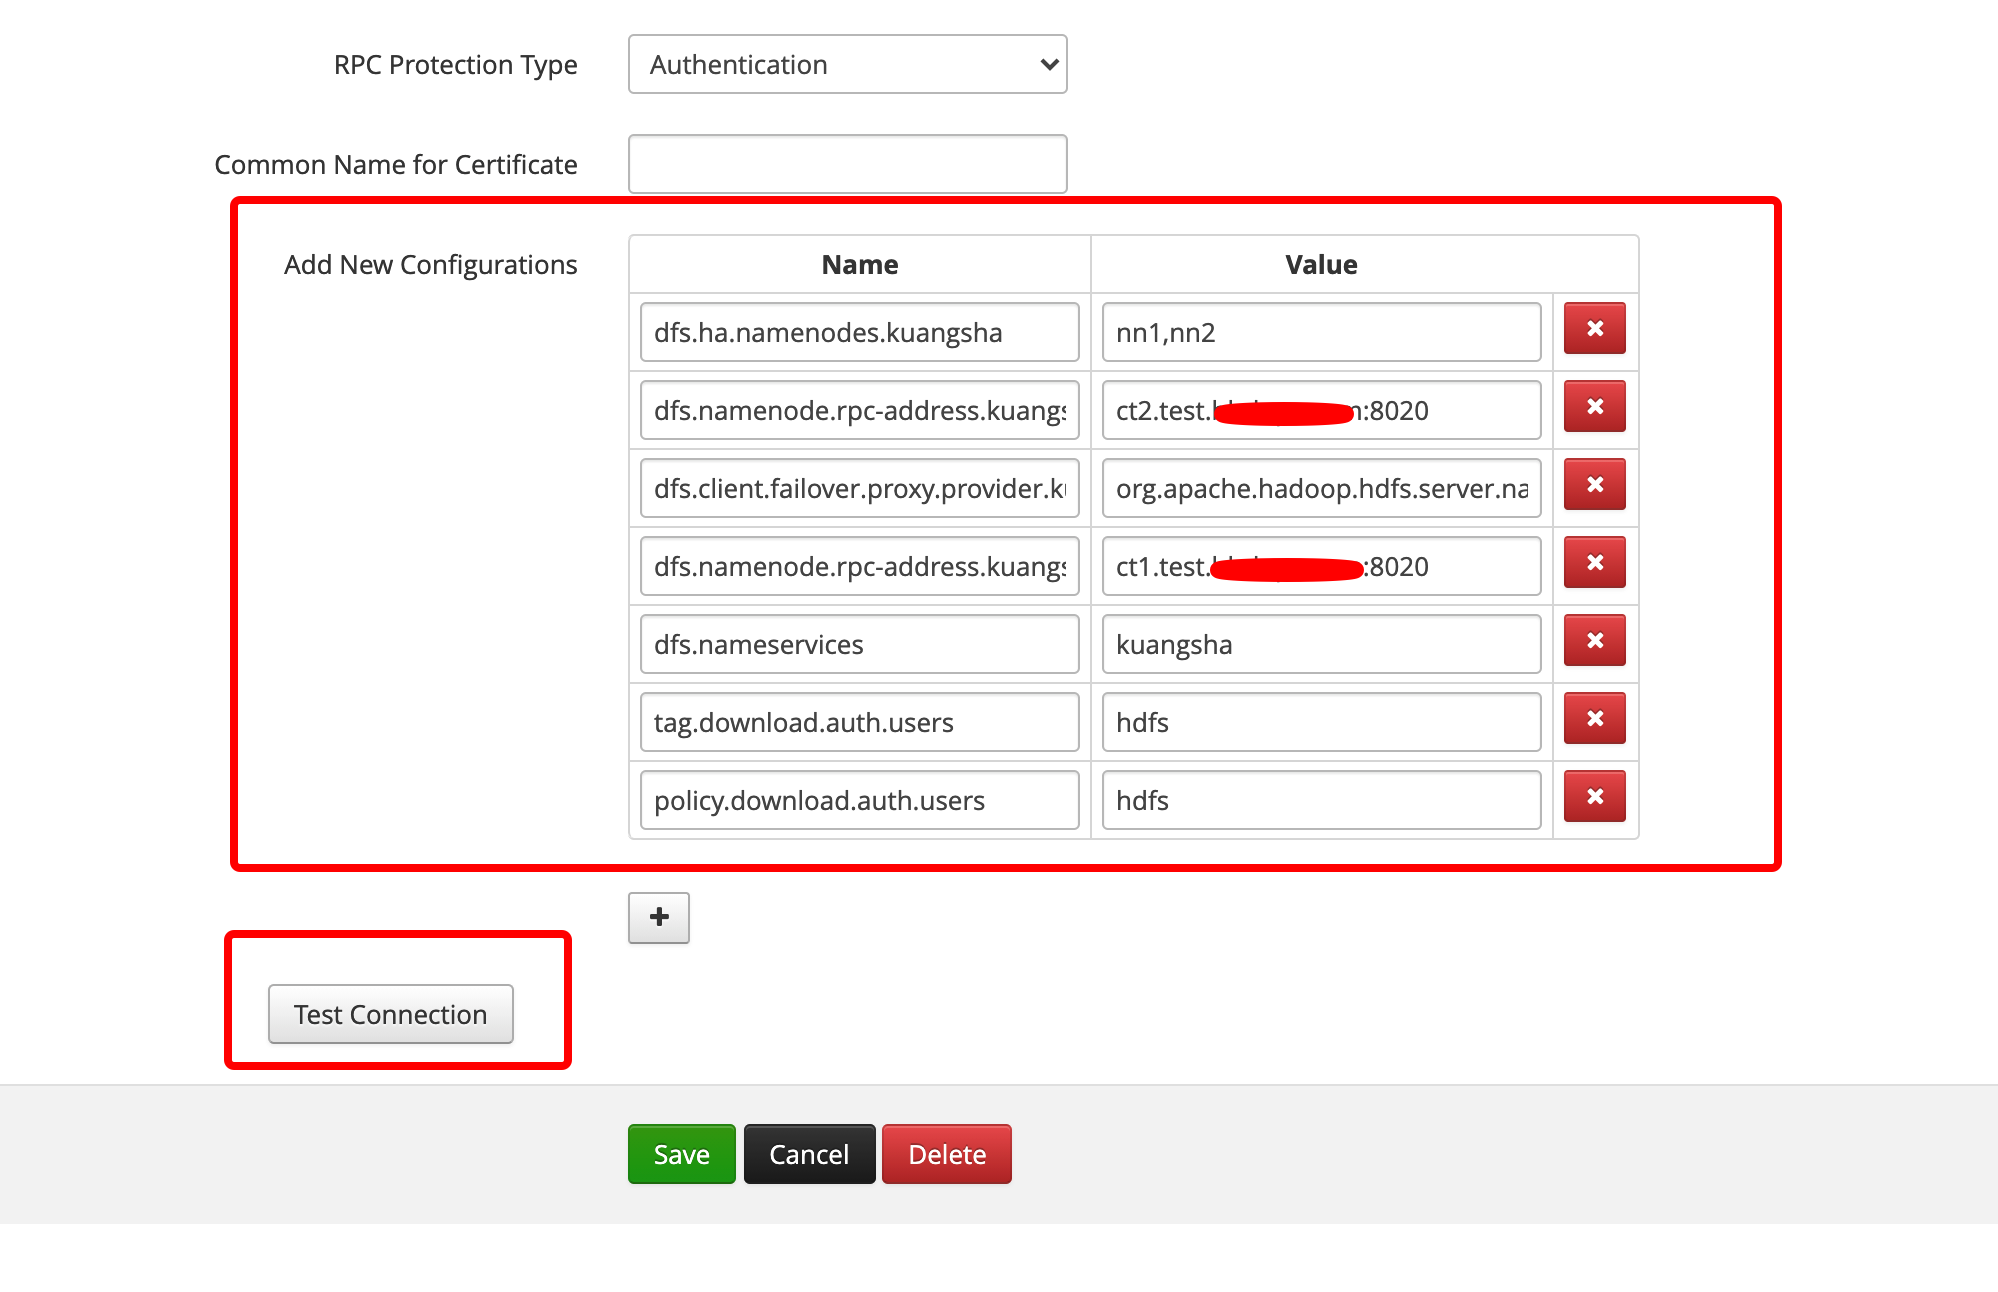 RPC Protection Type Authentication
Common Name for Certificate
Add New Configurations Name Value
dfs.ha.namenodes.kuangsha nn1,nn2
dfs.namenode.rpc-address.kuangs ct2.test. :8020
dfs.client.failover.proxy.provider.k org.apache.hadoop.hdfs.server.na
dfs.namenode.rpc-address.kuangs ct1.test. :8020
dfs.nameservices kuangsha
tag.download.auth.users hdfs
policy.download.auth.users hdfs
+
Test Connection
Save Cancel Delete